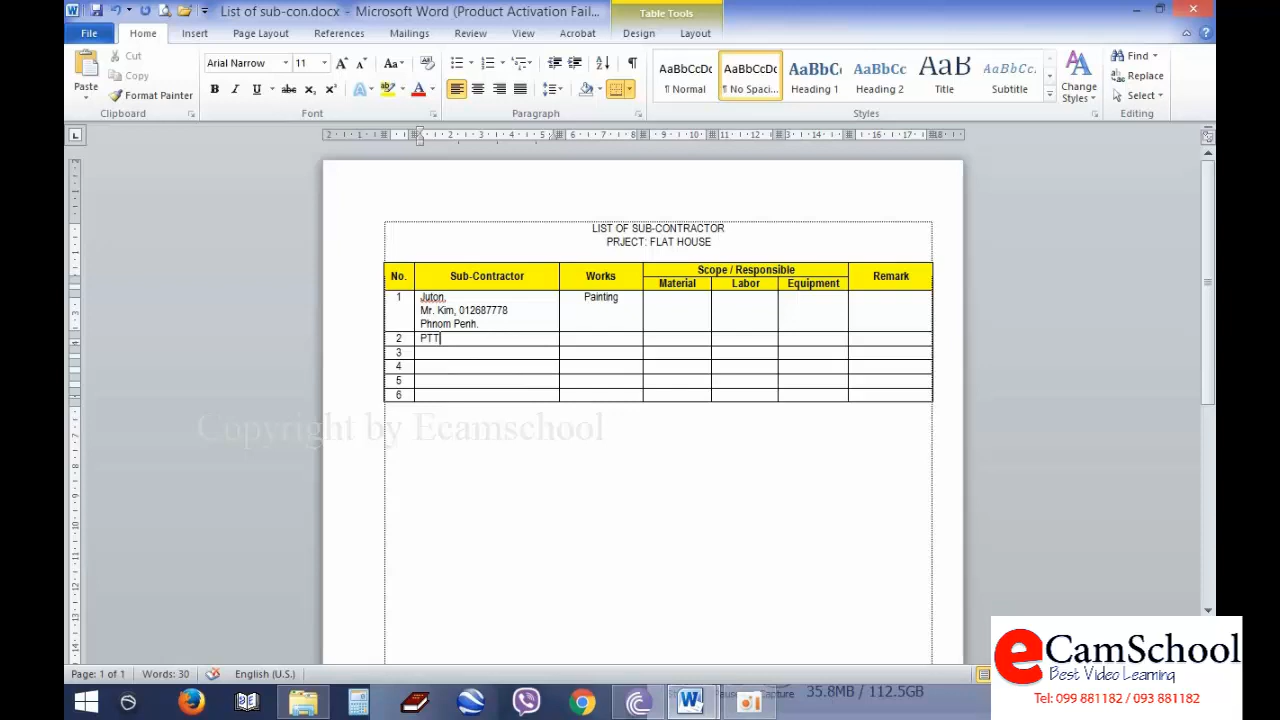 List of sub-con.docx - Microsoft Word (Product Activation Fail...
Table Tools
File Home Insert Page Layout References Mailings Review View Acrobat Design Layout
Paste
Cut
Copy
Format Painter
Clipboard
Arial Narrow 11
Font
Paragraph
AaBbCcDc ¶ Normal
AaBbCcDc ¶ No Spaci...
AaBbC( Heading 1
AaBbCc Heading 2
AaB Title
AaBbCc. Subtitle
Change Styles
Styles
Find
Replace
Select
Editing
LIST OF SUB-CONTRACTOR
PRJECT: FLAT HOUSE
No. Sub-Contractor Works Scope / Responsible Remark
Material Labor Equipment
1 Juton, Painting
Mr. Kim, 012687778
Phnom Penh.
2 PTT
3
4
5
6
Copyright by Ecamschool
eCamSchool
Best Video Learning
Tel: 099 881182 / 093 881182
Page: 1 of 1 Words: 30 English (U.S.)
35.8MB / 112.5GB